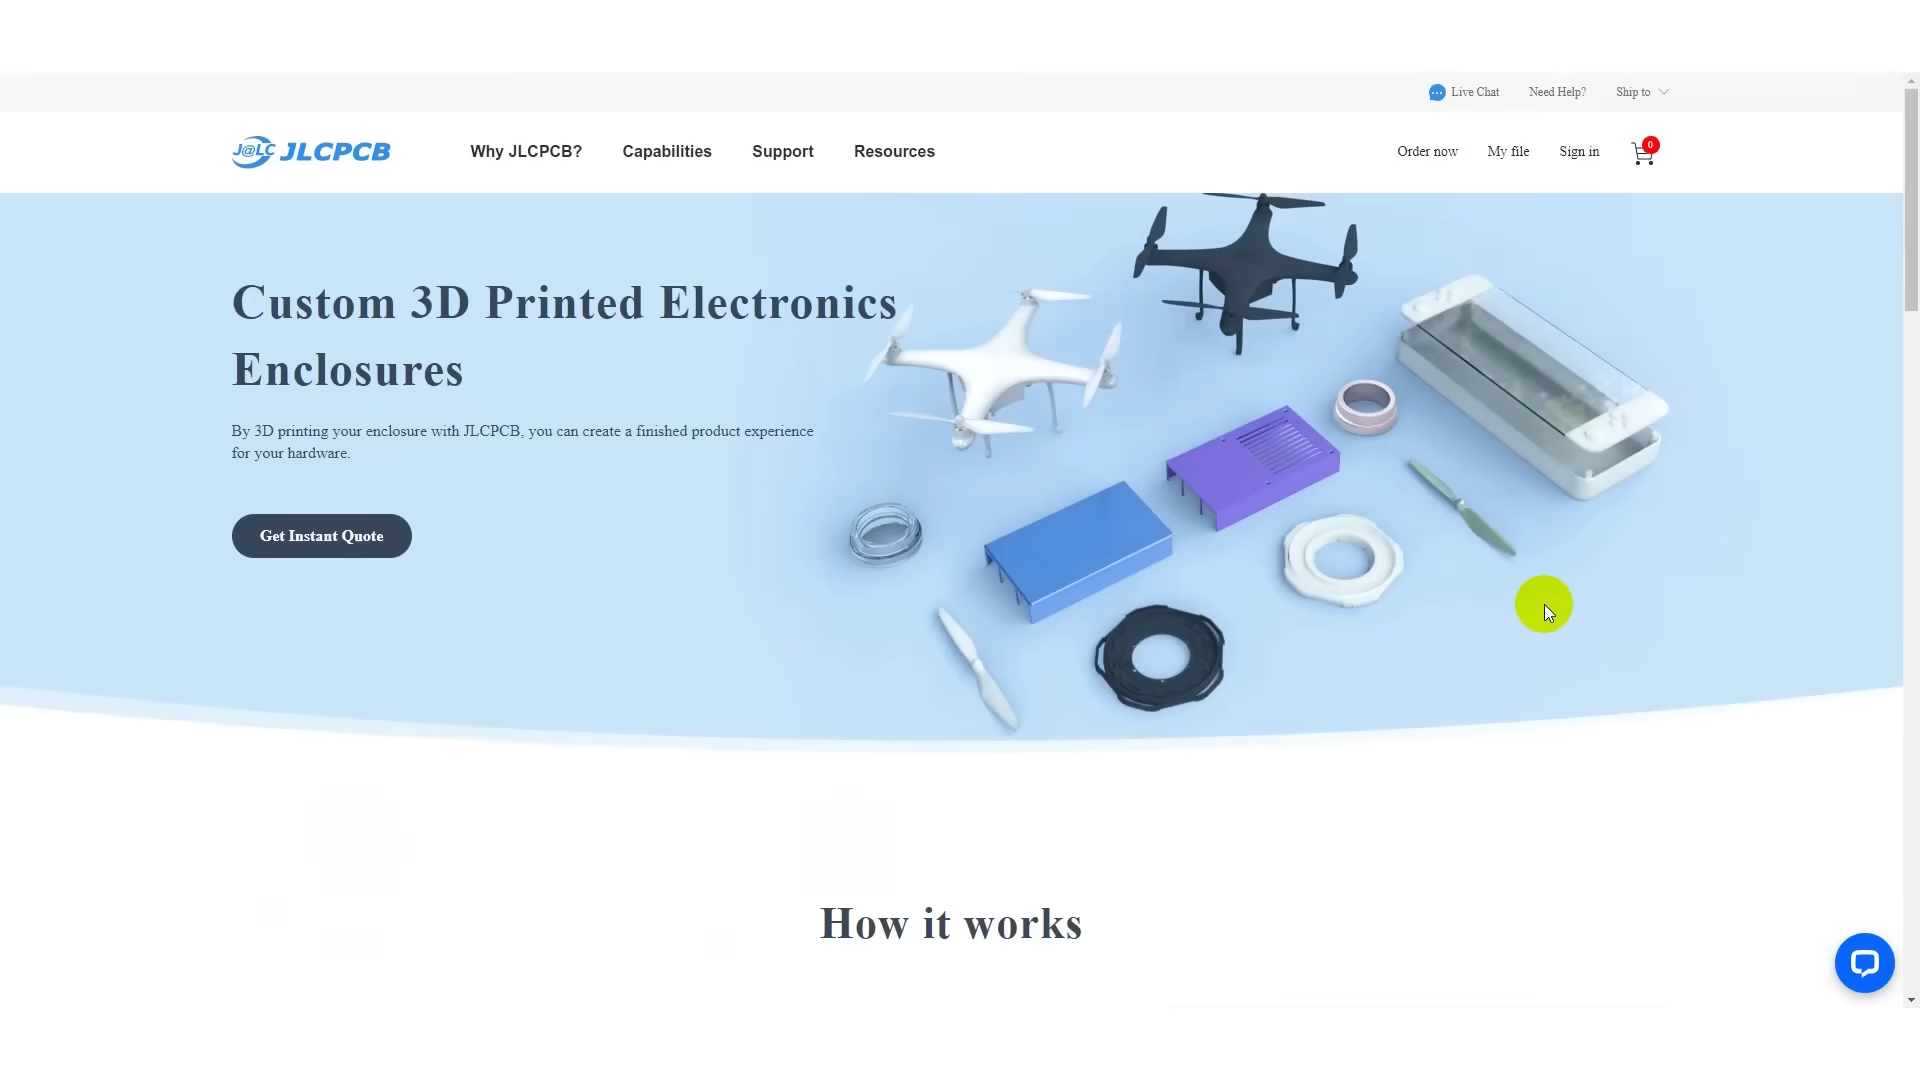 Live Chat Need Help? Ship to
J@LC JLCPCB Why JLCPCB? Capabilities Support Resources Order now My file Sign in 0
Custom 3D Printed Electronics
Enclosures
By 3D printing your enclosure with JLCPCB, you can create a finished product experience
for your hardware.
Get Instant Quote
How it works